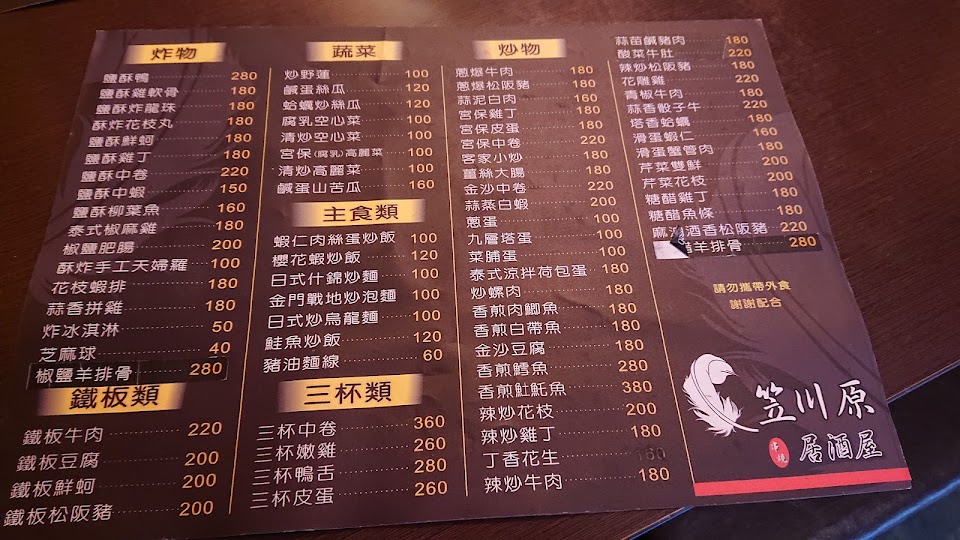 炸物
鹽酥鴨 280
鹽酥雞軟骨 180
鹽酥炸龍珠 180
酥炸花枝丸 180
鹽酥鮮蚵 180
鹽酥雞丁 180
鹽酥中卷 220
鹽酥中蝦 150
鹽酥柳葉魚 160
泰式椒麻雞 180
椒鹽肥腸 200
酥炸手工天婦羅 100
花枝蝦排 180
蒜香拼雞 180
炸冰淇淋 50
芝麻球 40
椒鹽羊排骨 280
鐵板類
鐵板牛肉 220
鐵板豆腐 200
鐵板鮮蚵 200
鐵板松阪豬 200
蔬菜
炒野蓮 100
鹹蛋絲瓜 120
蛤蠣炒絲瓜 120
腐乳空心菜 100
清炒空心菜 100
宮保(腐乳)高麗菜 100
清炒高麗菜 100
鹹蛋山苦瓜 160
主食類
蝦仁肉絲蛋炒飯 100
櫻花蝦炒飯 120
日式什錦炒麵 100
金門戰地炒泡麵 100
日式炒烏龍麵 100
鮭魚炒飯 120
豬油麵線 60
三杯類
三杯中卷 360
三杯嫩雞 260
三杯鴨舌 280
三杯皮蛋 260
炒物
蔥爆牛肉 180
蔥爆松阪豬 180
蒜泥白肉 160
宮保雞丁 180
宮保皮蛋 180
宮保中卷 220
客家小炒 180
薑絲大腸 180
金沙中卷 220
蒜蒸白蝦 200
蔥蛋 100
九層塔蛋 100
菜脯蛋 100
泰式涼拌荷包蛋 180
炒螺肉 180
香煎肉鯽魚 180
香煎白帶魚 180
金沙豆腐 180
香煎鱈魚 280
香煎魟魠魚 380
辣炒花枝 200
辣炒雞丁 180
丁香花生 160
辣炒牛肉 180
蒜苗鹹豬肉 180
酸菜牛肚 220
辣炒松阪豬 180
花雕雞 220
青椒牛肉 180
蒜香骰子牛 220
塔香蛤蠣 180
滑蛋蝦仁 160
滑蛋蟹管肉 180
芹菜雙鮮 200
芹菜花枝 200
糖醋雞丁 180
糖醋魚條 180
麻油酒香松阪豬 220
羊排骨 280
請勿攜帶外食
謝謝配合
笠川原
串燒
居酒屋